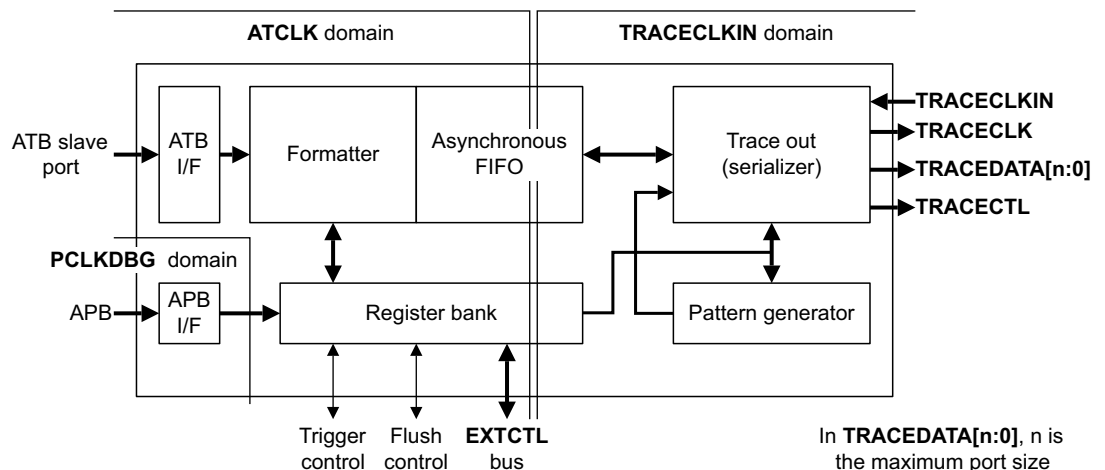 ATCLK domain
TRACECLKIN domain
ATB slave
port
ATB
I/F
Formatter
Asynchronous
FIFO
Trace out
(serializer)
TRACECLKIN
TRACECLK
TRACEDATA[n:0]
TRACECTL
PCLKDBG domain
APB
APB
I/F
Register bank
Pattern generator
Trigger
control
Flush
control
EXTCTL
bus
In TRACEDATA[n:0], n is
the maximum port size